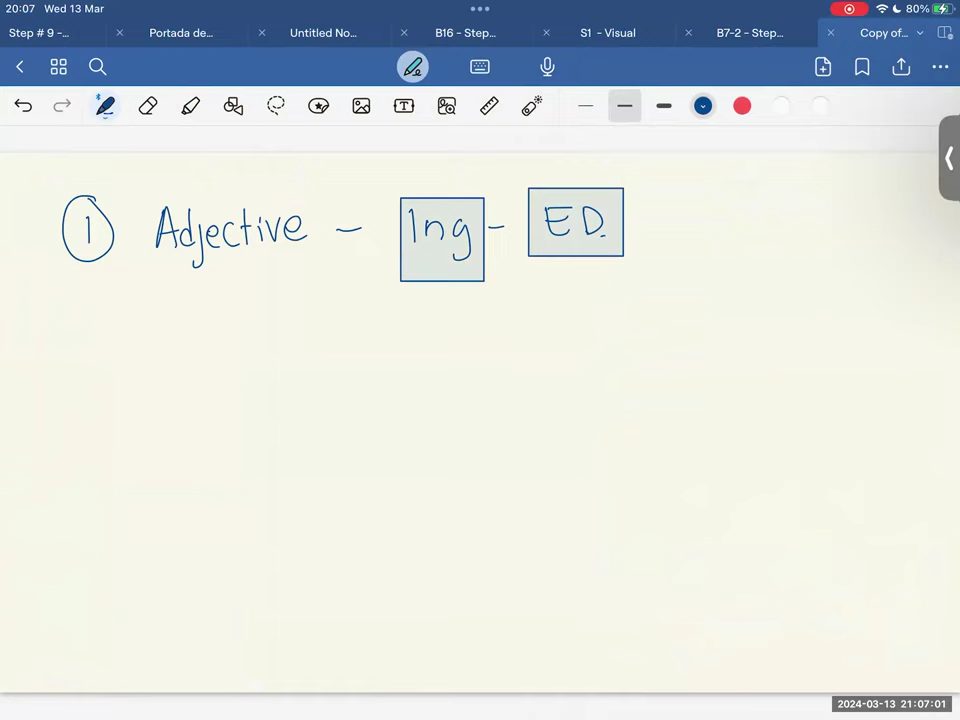 20:07 Wed 13 Mar
80%
Step # 9 -...
Portada de...
Untitled No...
B16 - Step...
S1 - Visual
B7-2 - Step...
Copy of...
① Adjective - Ing - ED.
2024-03-13 21:07:01